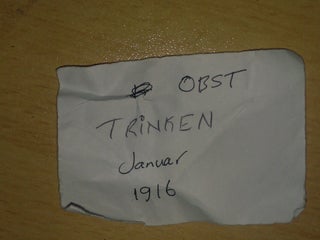 OBST
TRiNKEN
Januar
1916